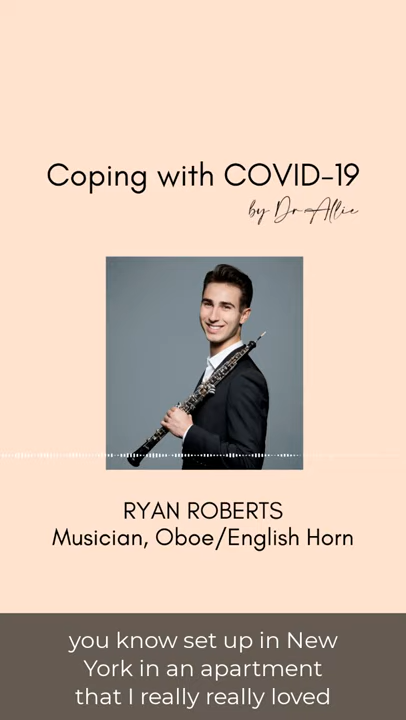 Coping with COVID-19
by Dr Allie
RYAN ROBERTS
Musician, Oboe/English Horn
you know set up in New
York in an apartment
that I really really loved